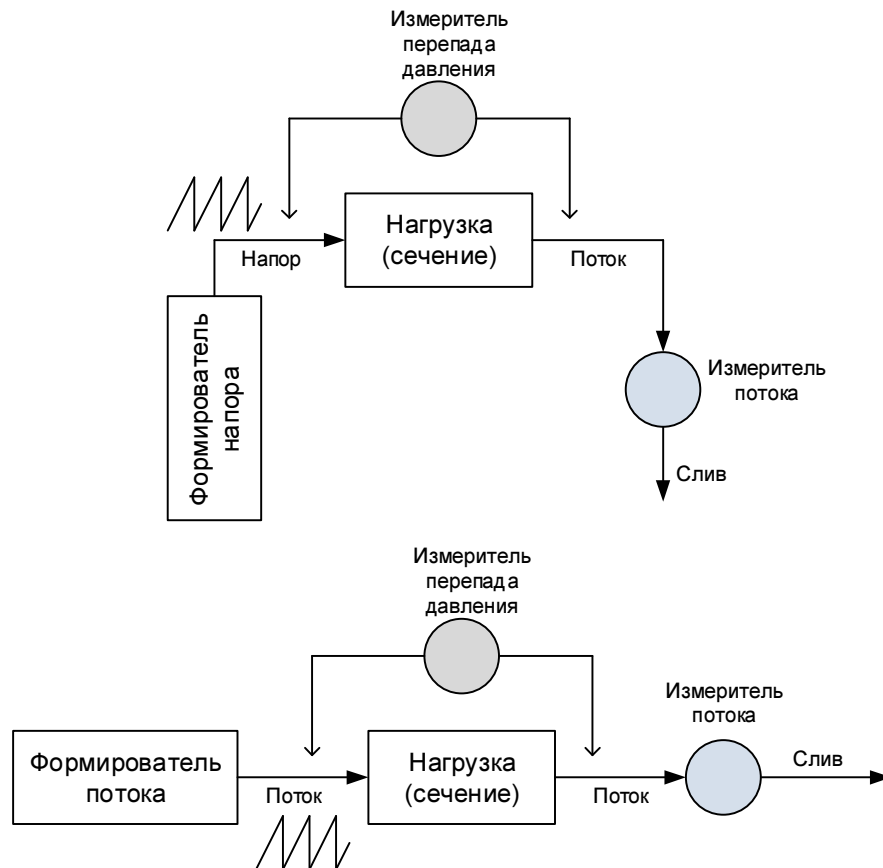 Измеритель
перепада
давления
Нагрузка
(сечение)
Напор
Поток
Формирователь
напора
Измеритель
потока
Слив
Измеритель
перепада
давления
Измеритель
потока
Формирователь
потока
Поток
Нагрузка
(сечение)
Поток
Слив